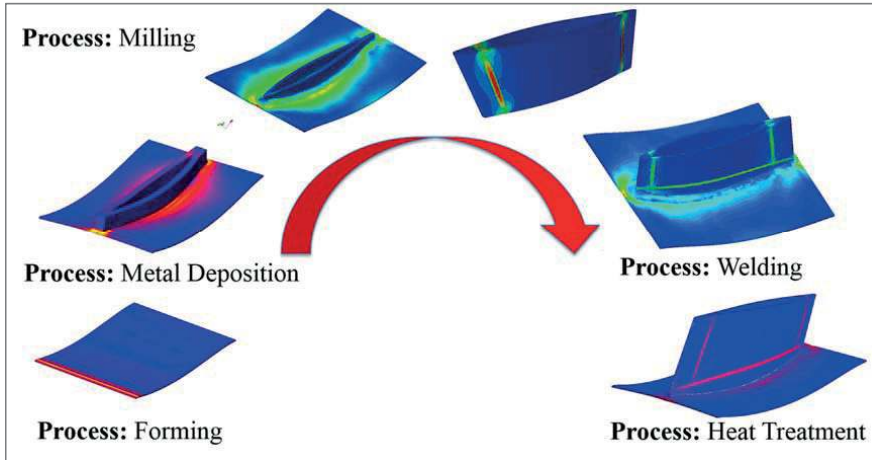 Process: Milling
Process: Metal Deposition
Process: Welding
Process: Forming
Process: Heat Treatment